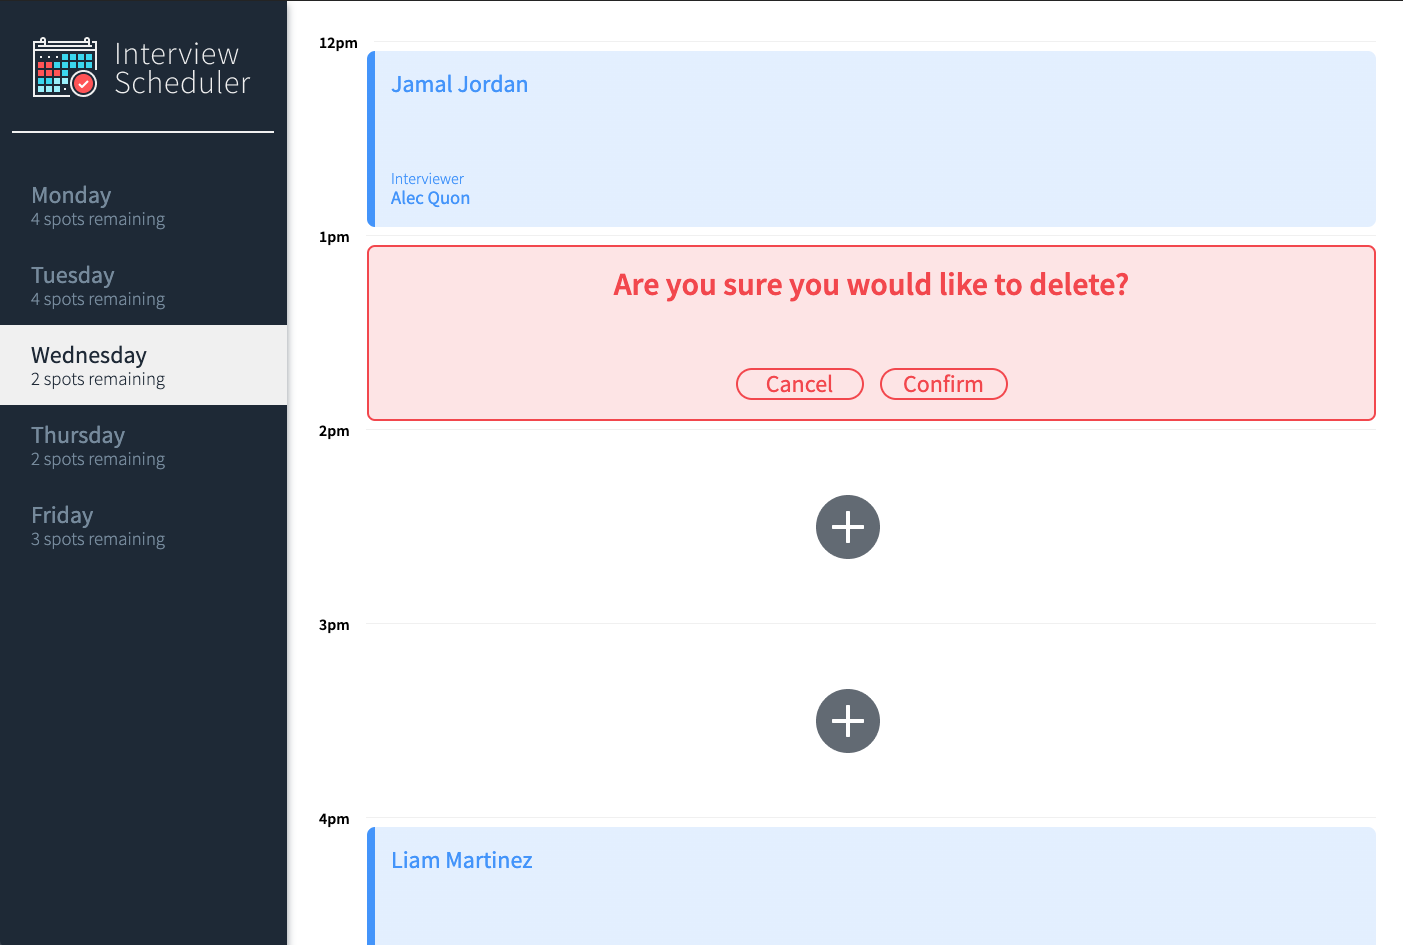 Interview
Scheduler
Monday
4 spots remaining
Tuesday
4 spots remaining
Wednesday
2 spots remaining
Thursday
2 spots remaining
Friday
3 spots remaining
12pm
Jamal Jordan
Interviewer
Alec Quon
1pm
Are you sure you would like to delete?
Cancel Confirm
2pm
3pm
4pm
Liam Martinez